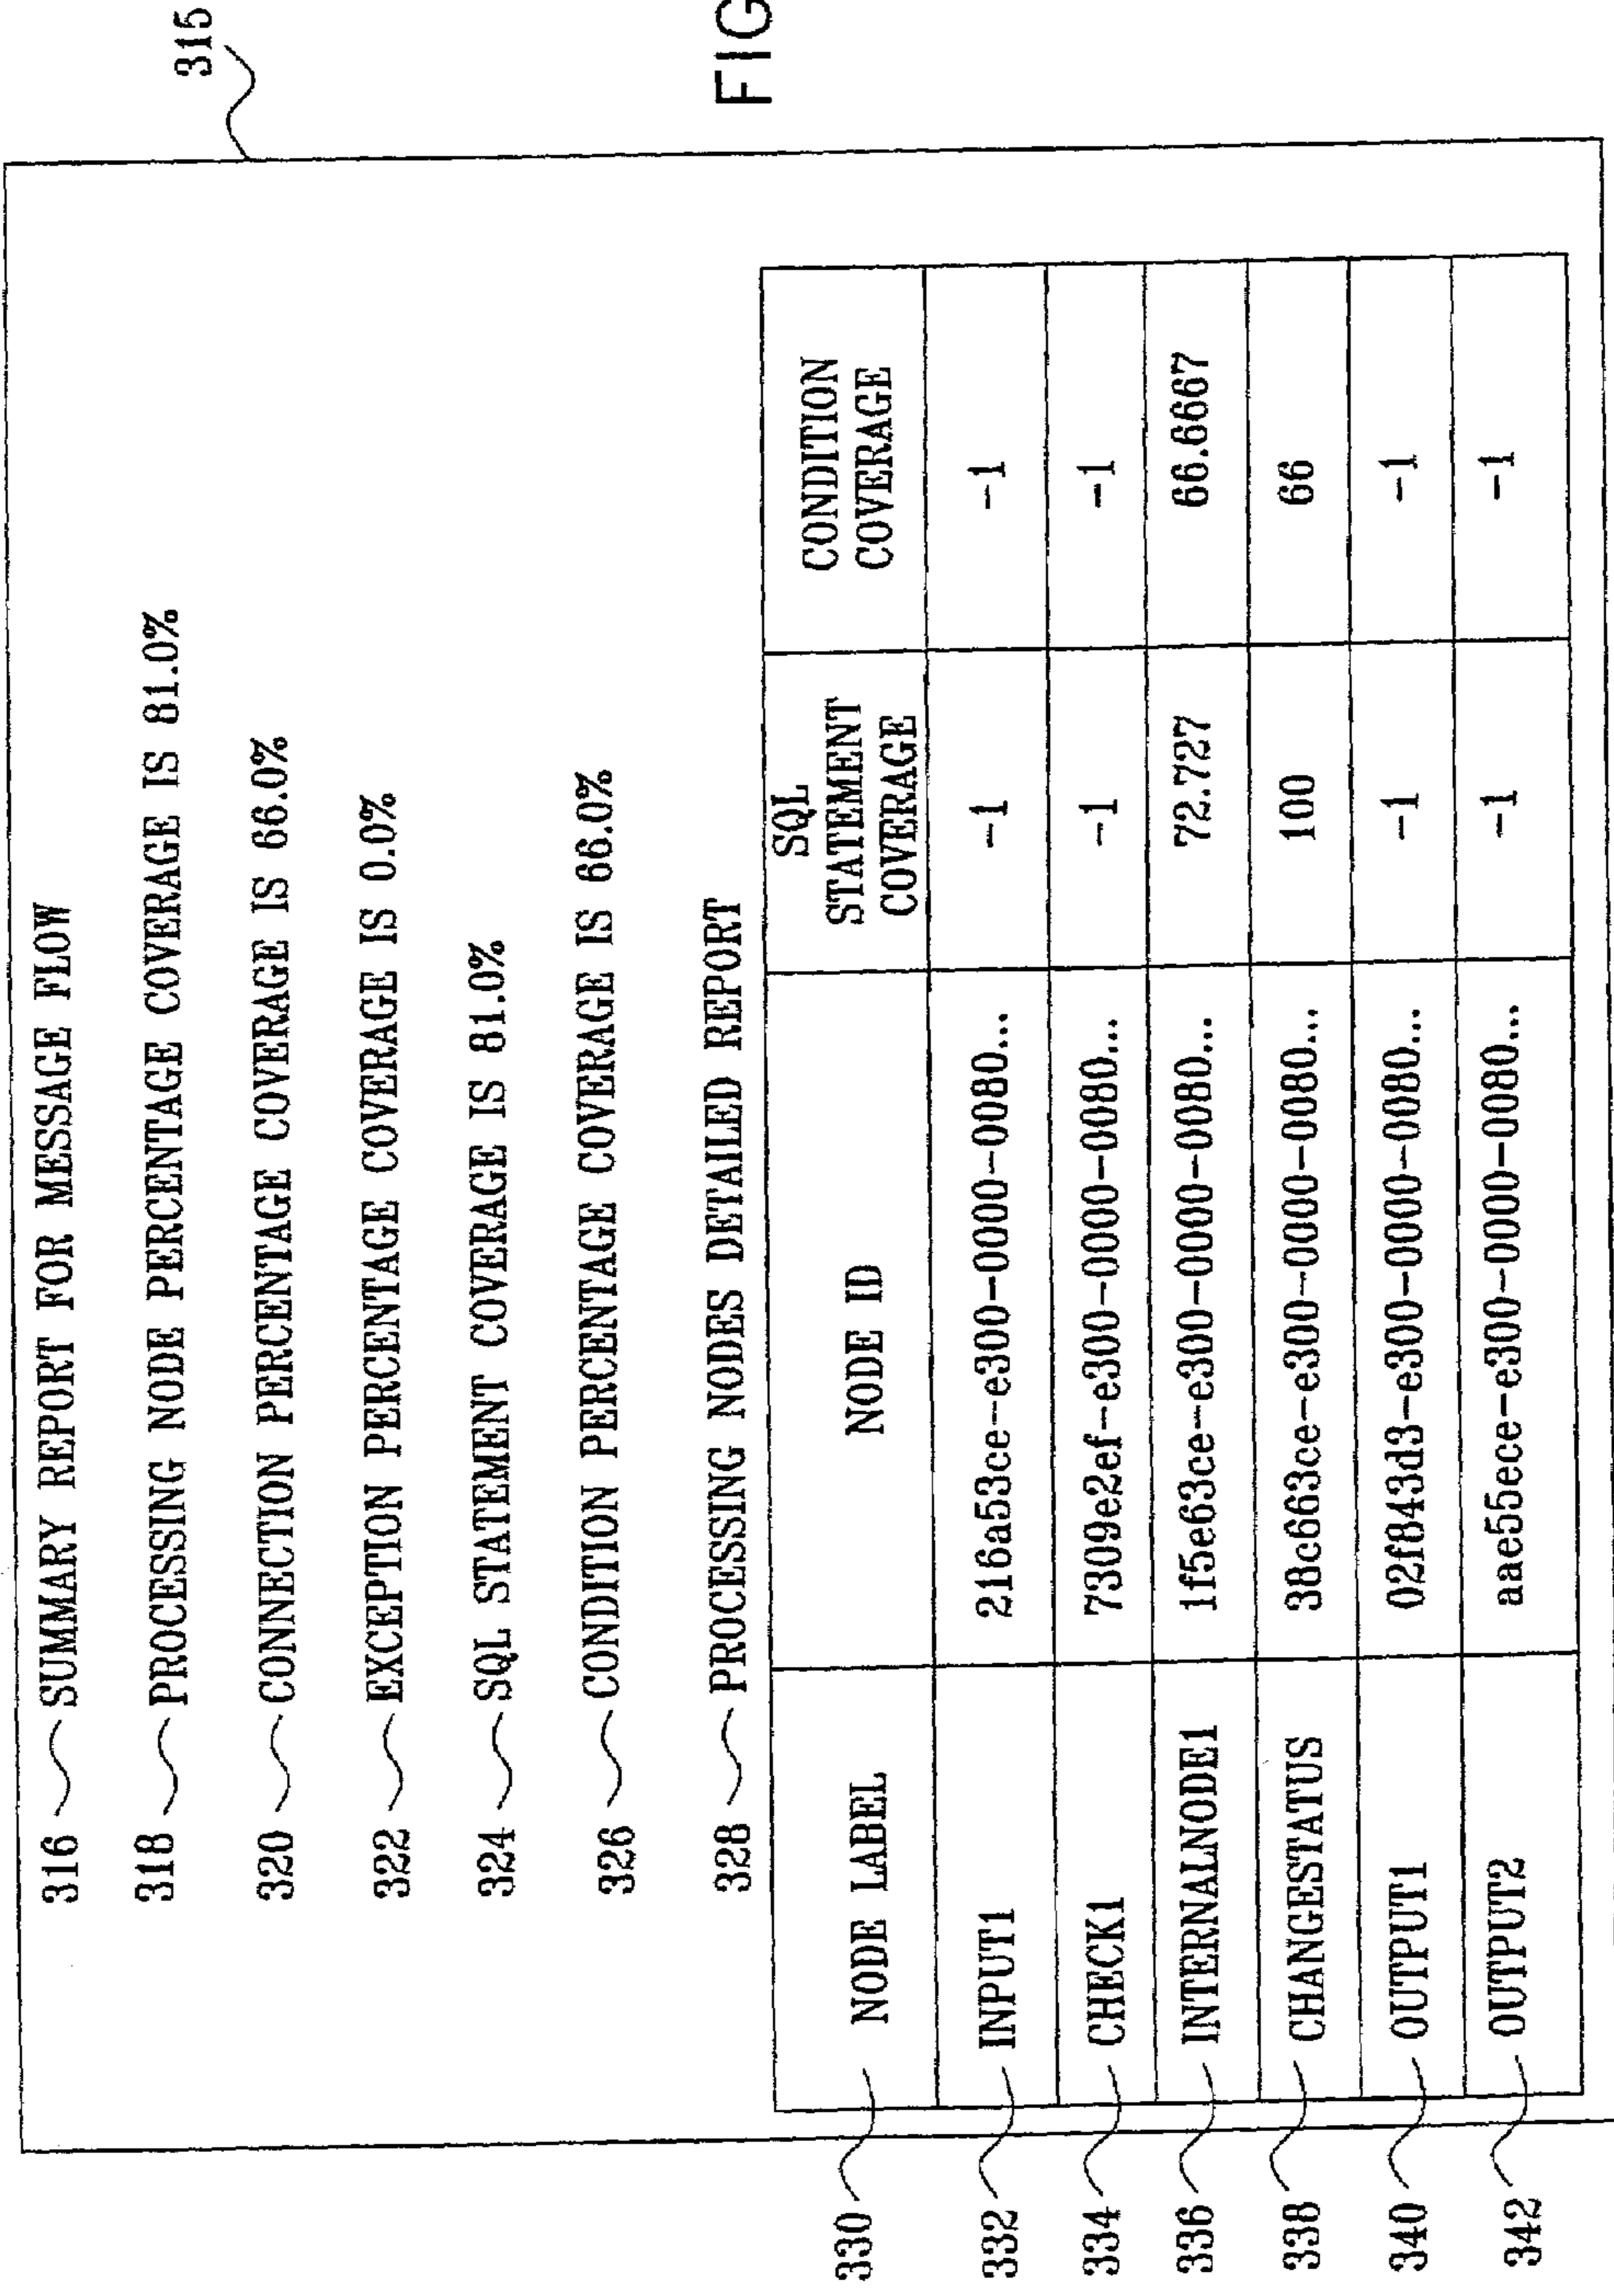 315
316 SUMMARY REPORT FOR MESSAGE FLOW
318 PROCESSING NODE PERCENTAGE COVERAGE IS 81.0%
320 CONNECTION PERCENTAGE COVERAGE IS 66.0%
322 EXCEPTION PERCENTAGE COVERAGE IS 0.0%
324 SQL STATEMENT COVERAGE IS 81.0%
326 CONDITION PERCENTAGE COVERAGE IS 66.0%
328 PROCESSING NODES DETAILED REPORT
330 NODE LABEL NODE ID SQL STATEMENT COVERAGE CONDITION COVERAGE
332 INPUT1 216a53ce-e300-0000-0080... -1 -1
334 CHECK1 7309e2ef-e300-0000-0080... -1 -1
336 INTERNALNODE1 1f5e63ce-e300-0000-0080... 72.727 66.6667
338 CHANGESTATUS 38c663ce-e300-0000-0080... 100 66
340 OUTPUT1 02f843d3-e300-0000-0080... -1 -1
342 OUTPUT2 aae55ece-e300-0000-0080... -1 -1
FIG